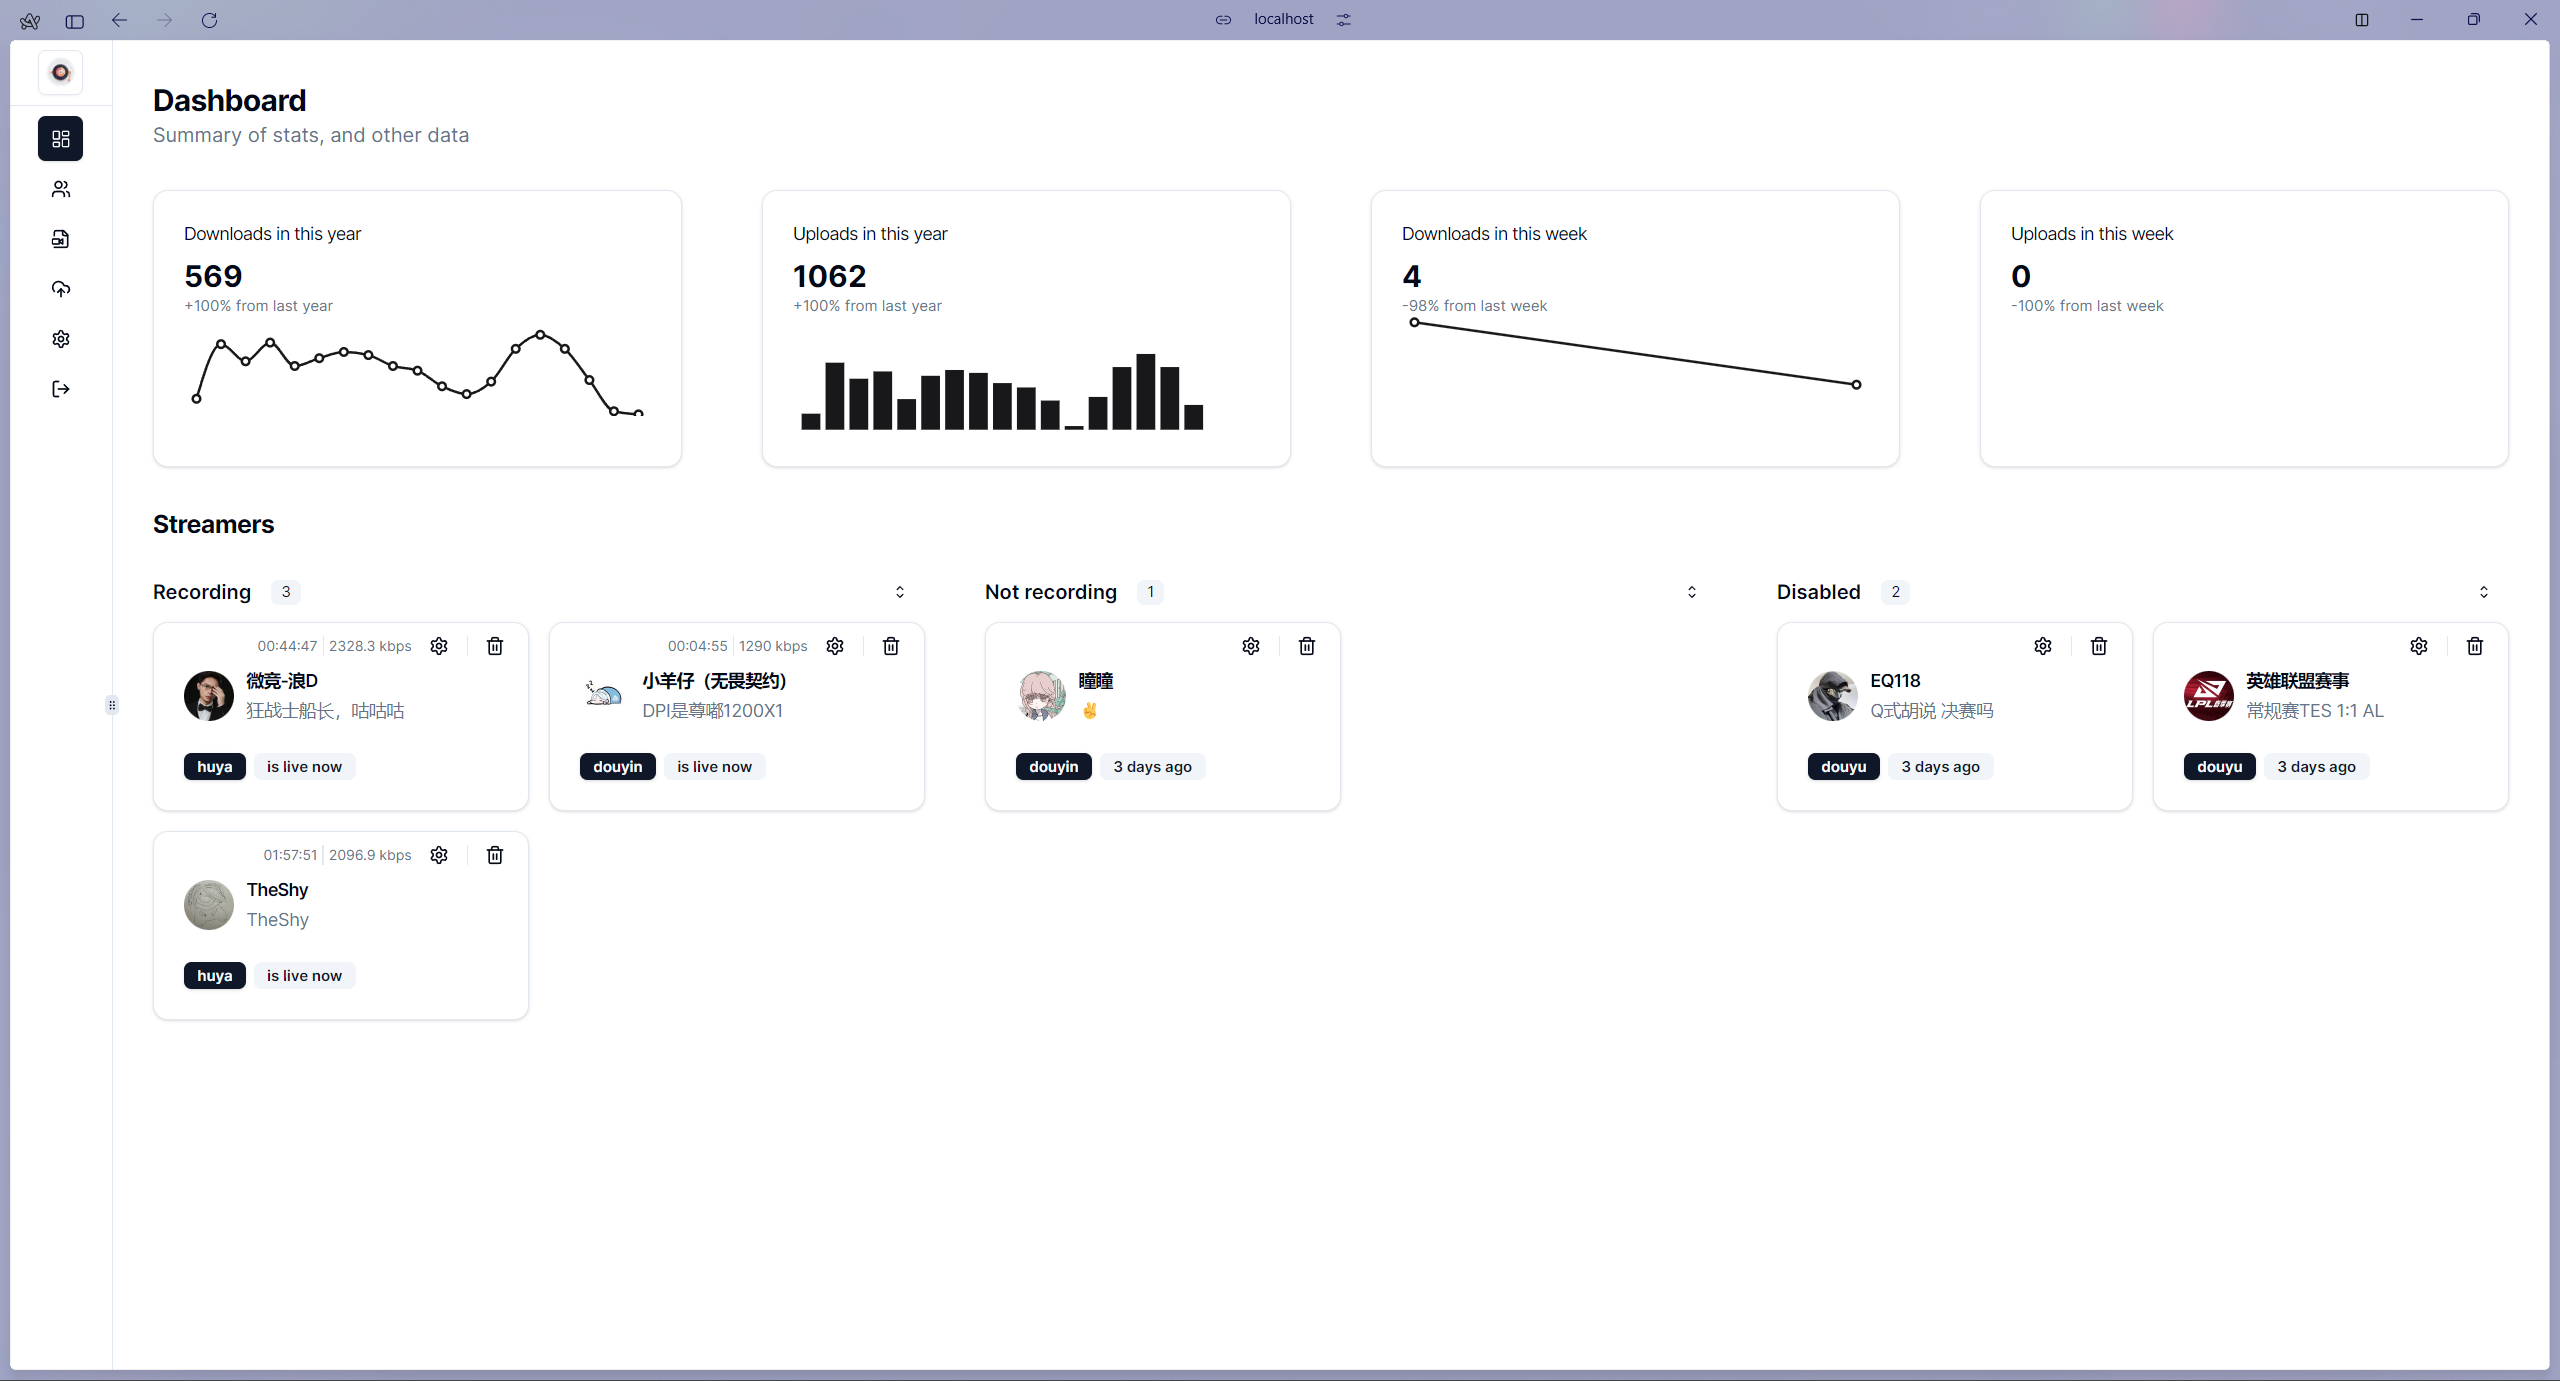 localhost
Dashboard
Summary of stats, and other data
Downloads in this year
569
+100% from last year
Uploads in this year
1062
+100% from last year
Downloads in this week
4
-98% from last week
Uploads in this week
0
-100% from last week
Streamers
Recording 3
Not recording 1
Disabled 2
00:44:47 2328.3 kbps
微竞-浪D
狂战士船长，咕咕咕
huya is live now
00:04:55 1290 kbps
小羊仔（无畏契约）
DPI是尊嘟1200X1
douyin is live now
瞳瞳
✌️
douyin 3 days ago
EQ118
Q式胡说 决赛吗
douyu 3 days ago
英雄联盟赛事
常规赛TES 1:1 AL
LPL
douyu 3 days ago
01:57:51 2096.9 kbps
TheShy
TheShy
huya is live now